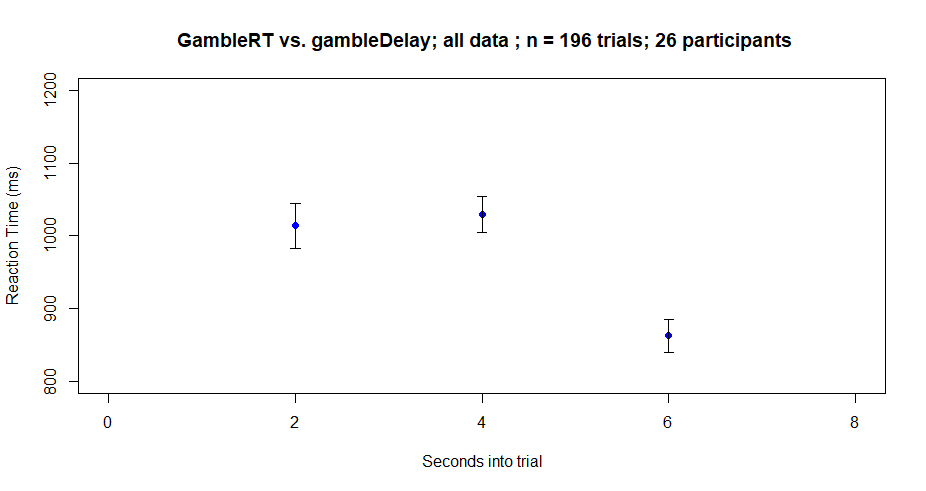 GambleRT vs. gambleDelay; all data ; n = 196 trials; 26 participants
Reaction Time (ms)
1200
1100
1000
900
800
0 2 4 6 8
Seconds into trial